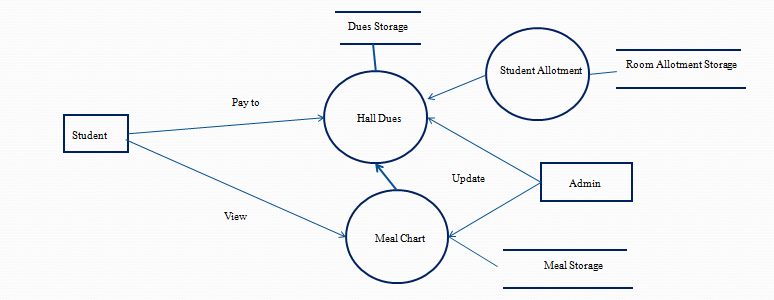 Dues Storage
Student Allotment
Room Allotment Storage
Pay to
Hall Dues
Student
Update
Admin
View
Meal Chart
Meal Storage